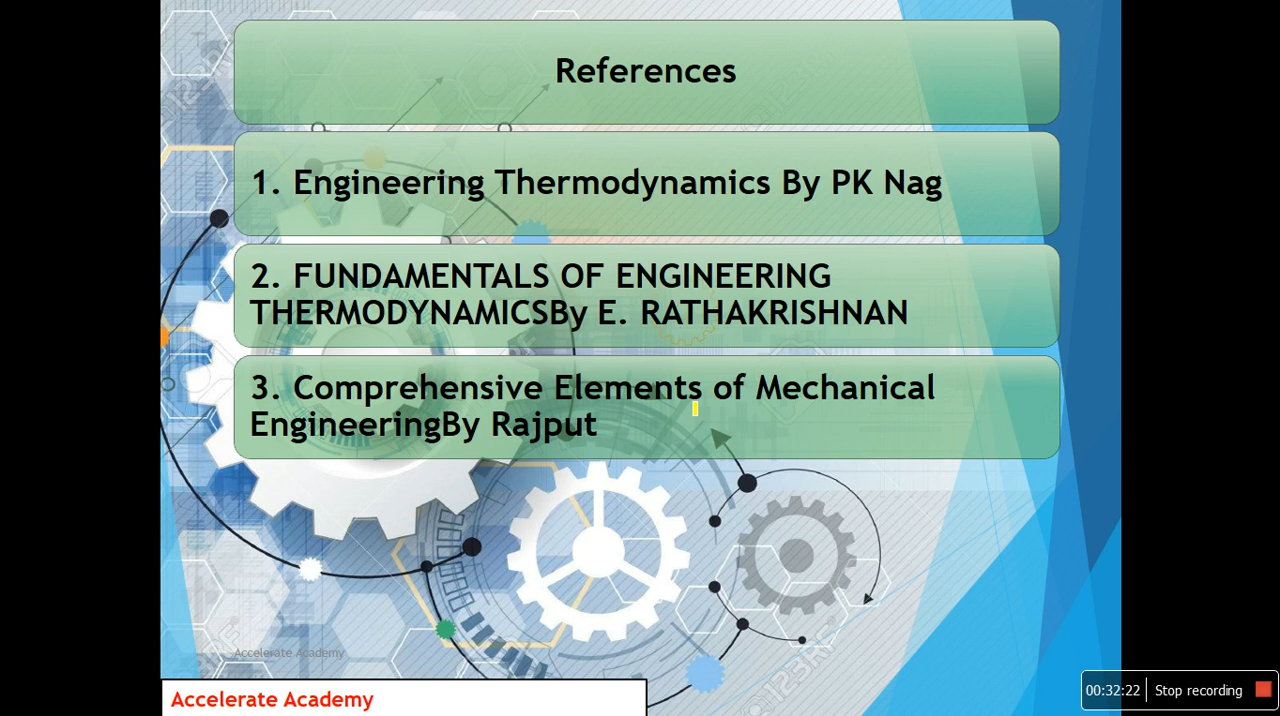 References
1. Engineering Thermodynamics By PK Nag
2. FUNDAMENTALS OF ENGINEERING
THERMODYNAMICSBy E. RATHAKRISHNAN
3. Comprehensive Elements of Mechanical
EngineeringBy Rajput
Accelerate Academy
Accelerate Academy
00:32:22 Stop recording